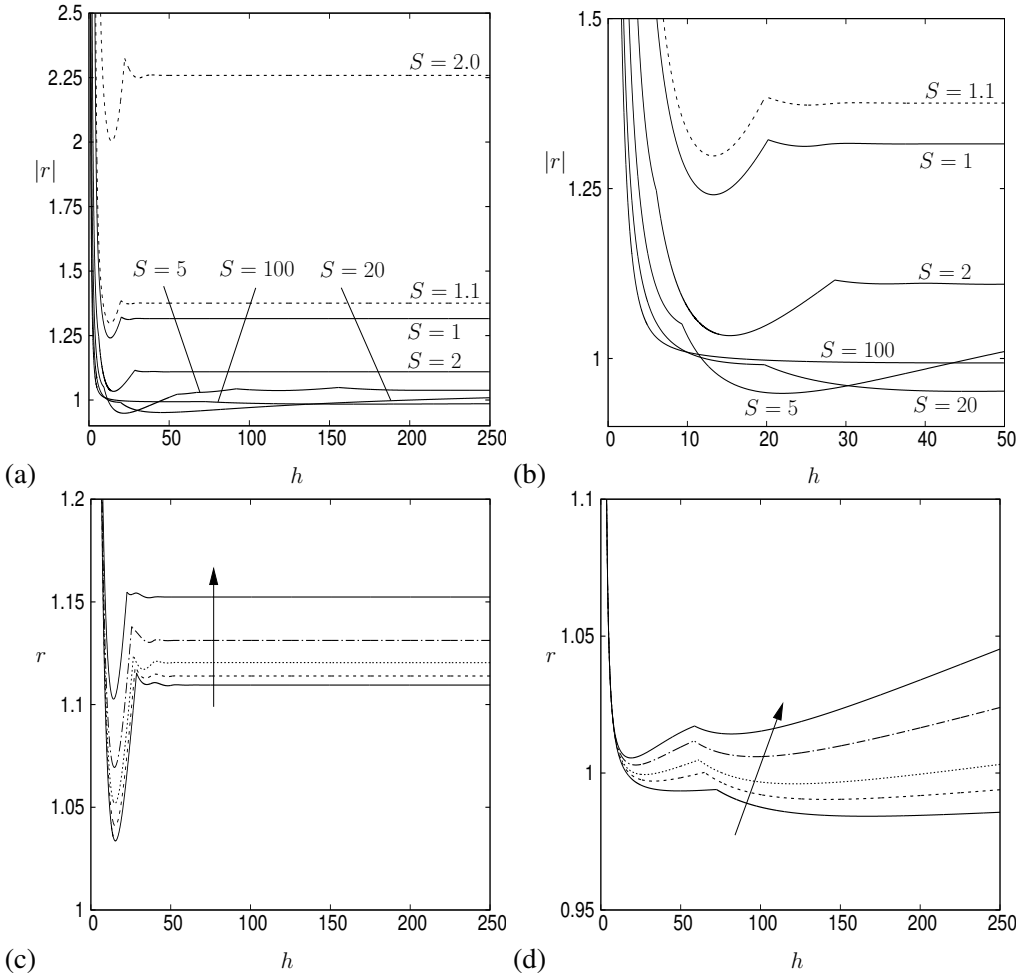 2.5
2.25
2
1.75
1.5
1.25
1
|r|
S = 2.0
S = 5
S = 100
S = 20
S = 1.1
S = 1
S = 2
0
50
100
150
200
250
(a)
h
1.5
1.25
1
|r|
S = 1.1
S = 1
S = 2
S = 100
S = 5
S = 20
0
10
20
30
40
50
(b)
h
1.2
1.15
1.1
1.05
1
r
0
50
100
150
200
250
(c)
h
1.1
1.05
1
0.95
r
0
50
100
150
200
250
(d)
h